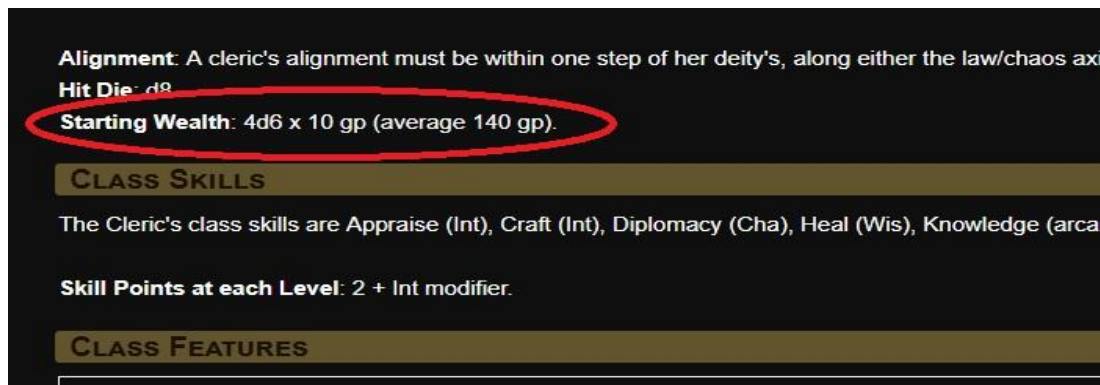 Alignment: A cleric's alignment must be within one step of her deity's, along either the law/chaos axi
Hit Die: d8
Starting Wealth: 4d6 x 10 gp (average 140 gp).
CLASS SKILLS
The Cleric's class skills are Appraise (Int), Craft (Int), Diplomacy (Cha), Heal (Wis), Knowledge (arca
Skill Points at each Level: 2 + Int modifier.
CLASS FEATURES